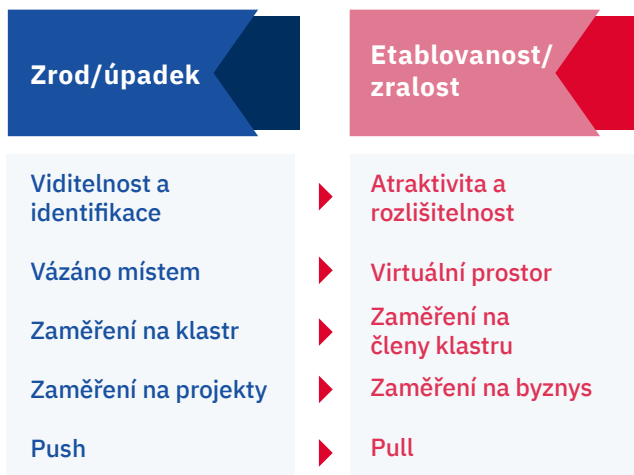 Zrod/úpadek
Etablovanost/
zralost
Viditelnost a
identifikace
Atraktivita a
rozlišitelnost
Vázáno místem
Virtuální prostor
Zaměření na klastr
Zaměření na
členy klastru
Zaměření na projekty
Zaměření na byznys
Push
Pull